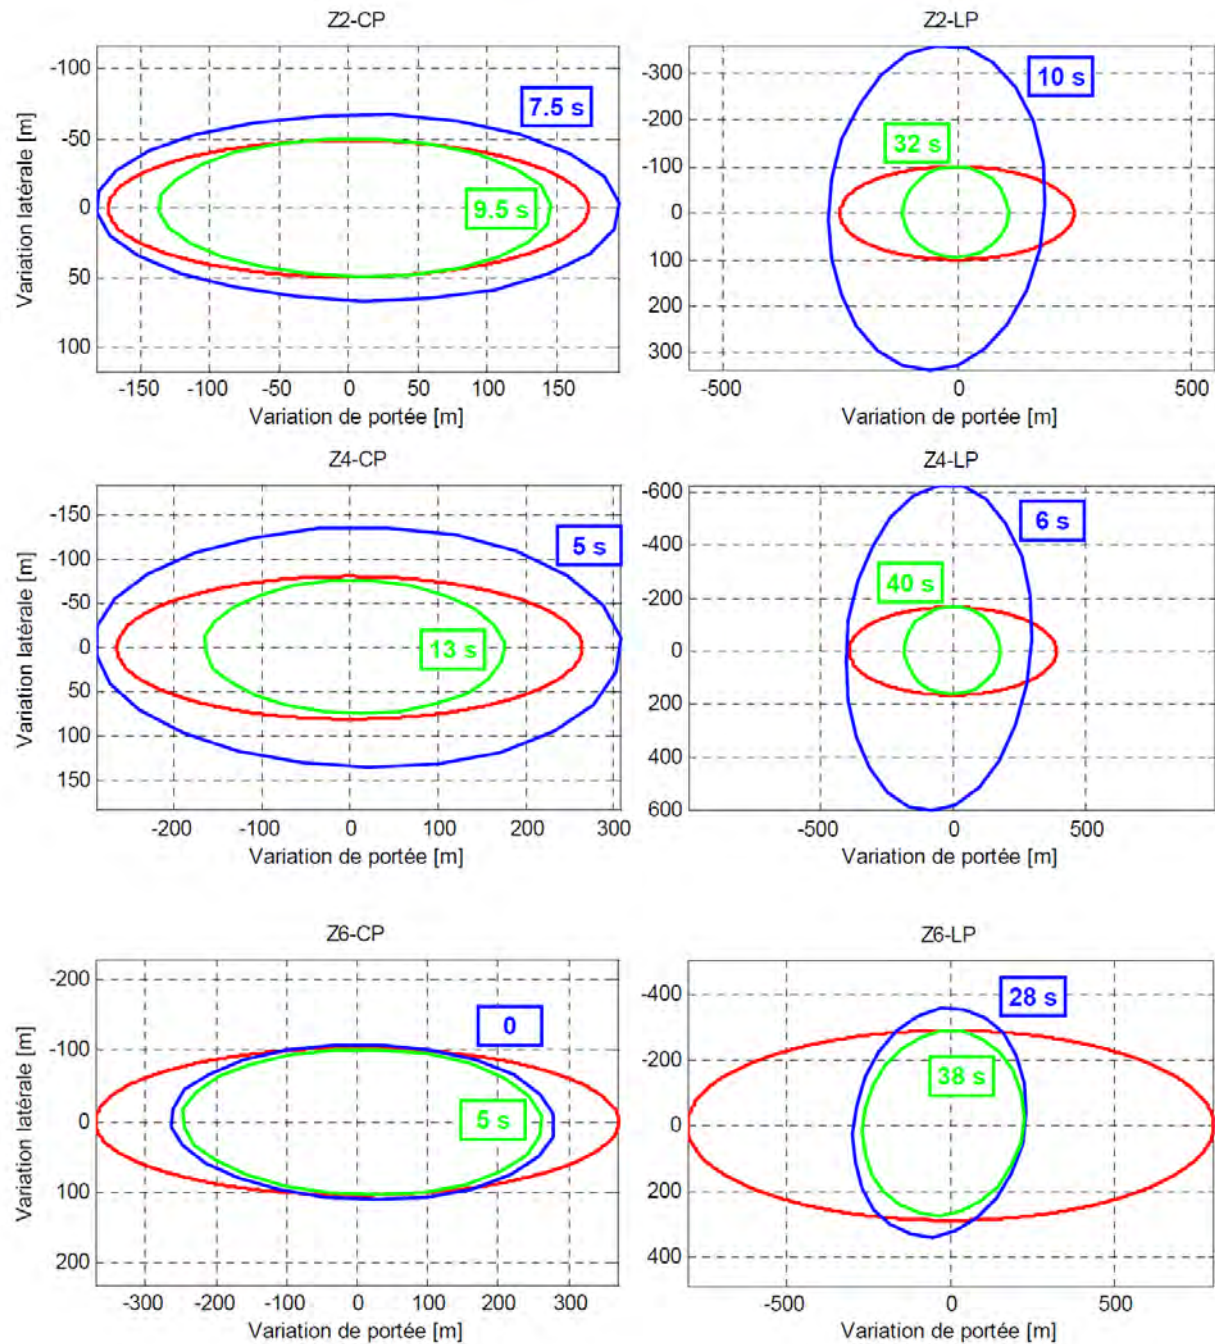 Z2-CP
Variation latérale [m]
-100
-50
0
50
100
7.5 s
9.5 s
-150 -100 -50 0 50 100 150
Variation de portée [m]
Z2-LP
-300
-200
-100
0
100
200
300
10 s
32 s
-500 0 500
Variation de portée [m]
Z4-CP
Variation latérale [m]
-150
-100
-50
0
50
100
150
5 s
13 s
-200 -100 0 100 200 300
Variation de portée [m]
Z4-LP
-600
-400
-200
0
200
400
600
6 s
40 s
-500 0 500
Variation de portée [m]
Z6-CP
Variation latérale [m]
-200
-100
0
100
200
0
5 s
-300 -200 -100 0 100 200 300
Variation de portée [m]
Z6-LP
-400
-200
0
200
400
28 s
38 s
-500 0 500
Variation de portée [m]